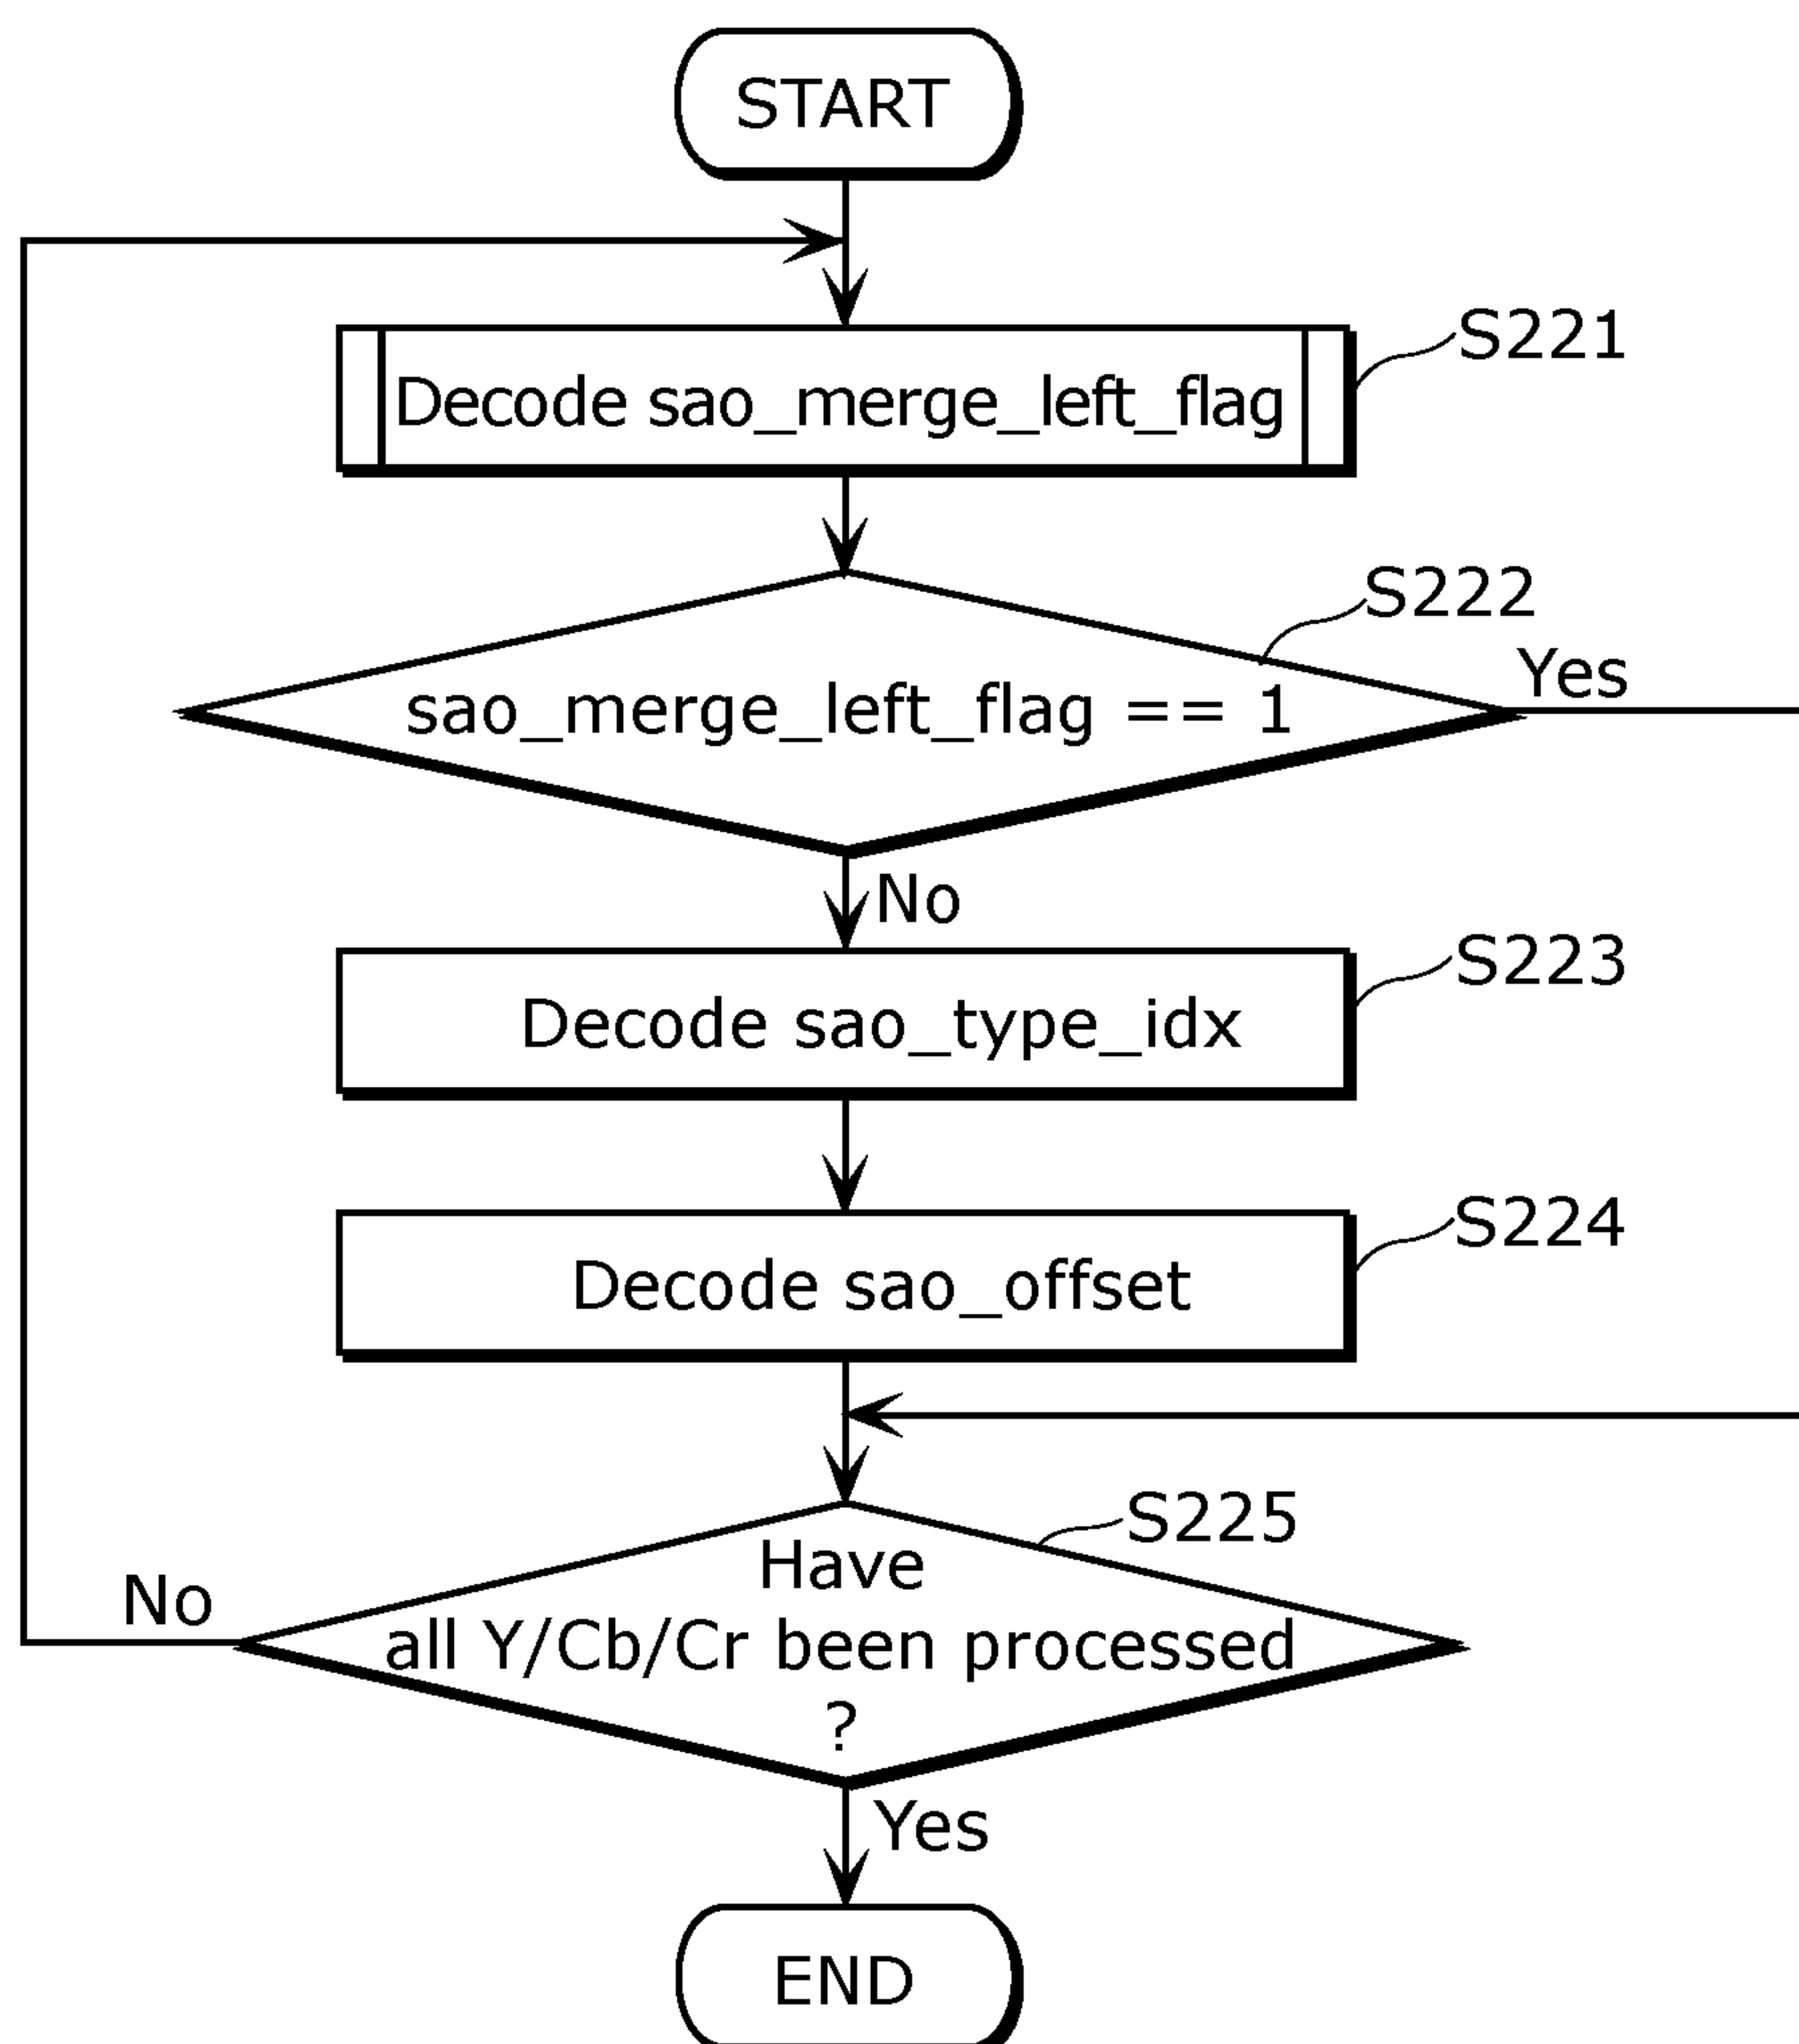 START
Decode sao_merge_left_flag
S221
S222
sao_merge_left_flag == 1
Yes
No
S223
Decode sao_type_idx
S224
Decode sao_offset
S225
Have
all Y/Cb/Cr been processed
?
No
Yes
END